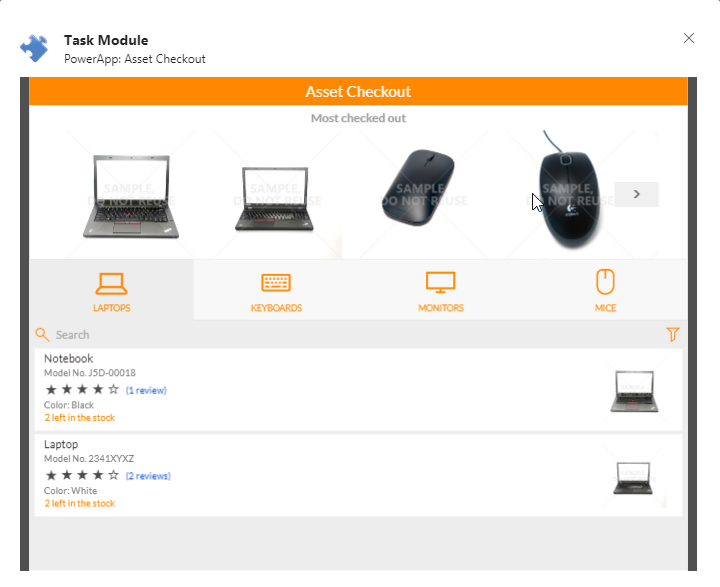 Task Module
PowerApp: Asset Checkout
Asset Checkout
Most checked out
SAMPLE,
DO NOT REUSE
SAMPLE,
DO NOT REUSE
SAMPLE,
DO NOT REUSE
SAMPLE,
DO NOT REUSE
Logitech
LAPTOPS
KEYBOARDS
MONITORS
MICE
Search
Notebook
Model No. J5D-00018
(1 review)
Color: Black
2 left in the stock
Laptop
Model No. 2341XYXZ
(2 reviews)
Color: White
2 left in the stock